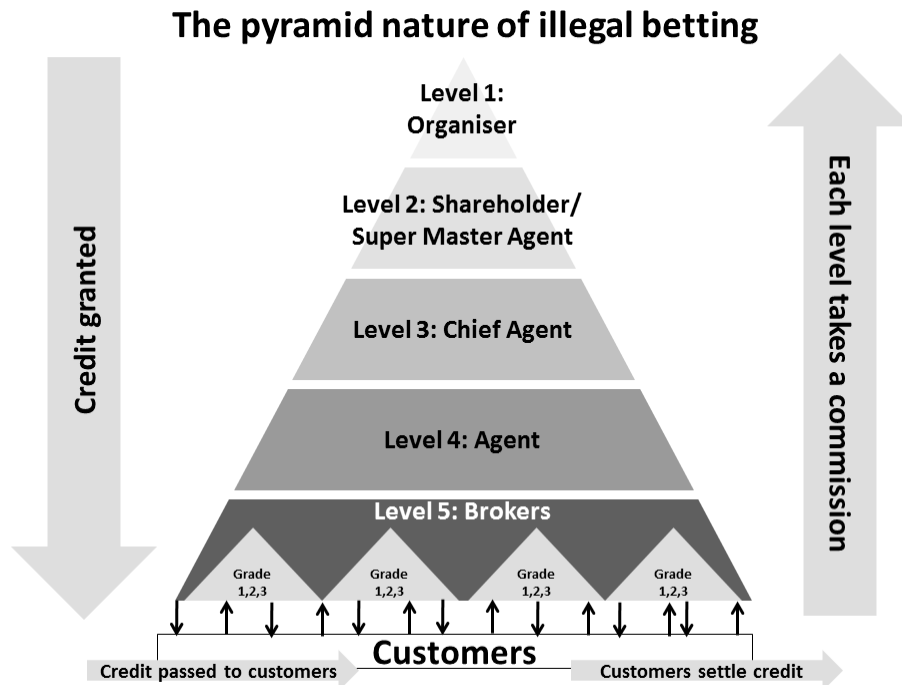 The pyramid nature of illegal betting
Credit granted
Level 1:
Organiser
Level 2: Shareholder/
Super Master Agent
Level 3: Chief Agent
Level 4: Agent
Level 5: Brokers
Grade
1,2,3
Grade
1,2,3
Grade
1,2,3
Grade
1,2,3
Each level takes a commission
Customers
Credit passed to customers
Customers settle credit